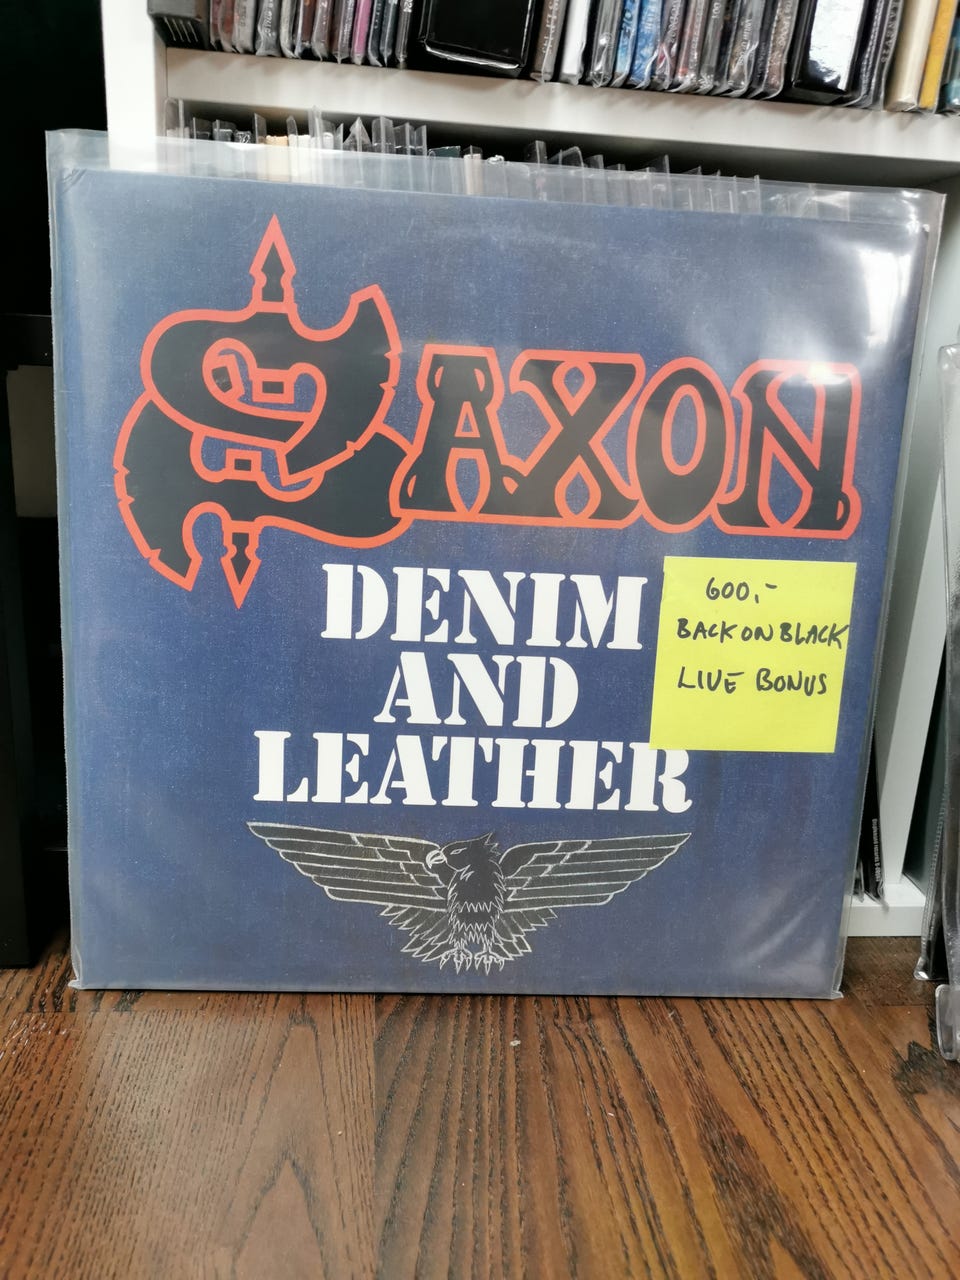 SAXON
DENIM
AND
LEATHER
600,-
BACK ON BLACK
LIVE BONUS